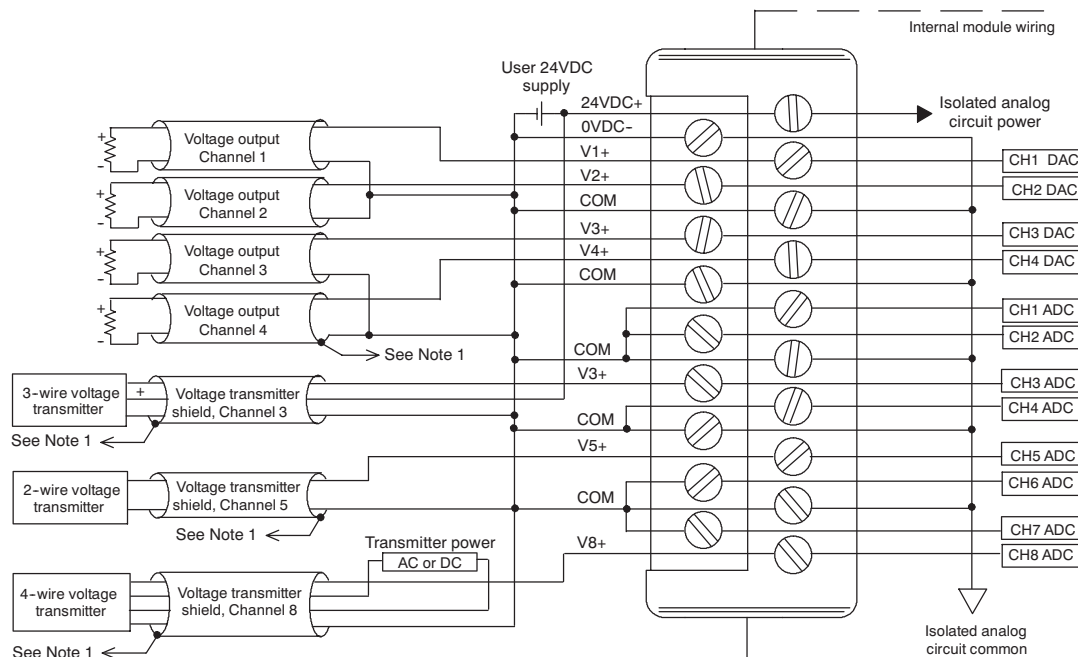 Internal module wiring
User 24VDC
supply
24VDC+
0VDC-
Isolated analog
circuit power
+
-
Voltage output
Channel 1
V1+
CH1 DAC
+
-
Voltage output
Channel 2
V2+
CH2 DAC
COM
+
-
Voltage output
Channel 3
V3+
CH3 DAC
V4+
CH4 DAC
COM
+
-
Voltage output
Channel 4
See Note 1
CH1 ADC
CH2 ADC
COM
3-wire voltage
transmitter
+
Voltage transmitter
shield, Channel 3
See Note 1
V3+
CH3 ADC
CH4 ADC
COM
V5+
CH5 ADC
2-wire voltage
transmitter
Voltage transmitter
shield, Channel 5
See Note 1
CH6 ADC
COM
CH7 ADC
Transmitter power
AC or DC
V8+
CH8 ADC
4-wire voltage
transmitter
Voltage transmitter
shield, Channel 8
See Note 1
Isolated analog
circuit common